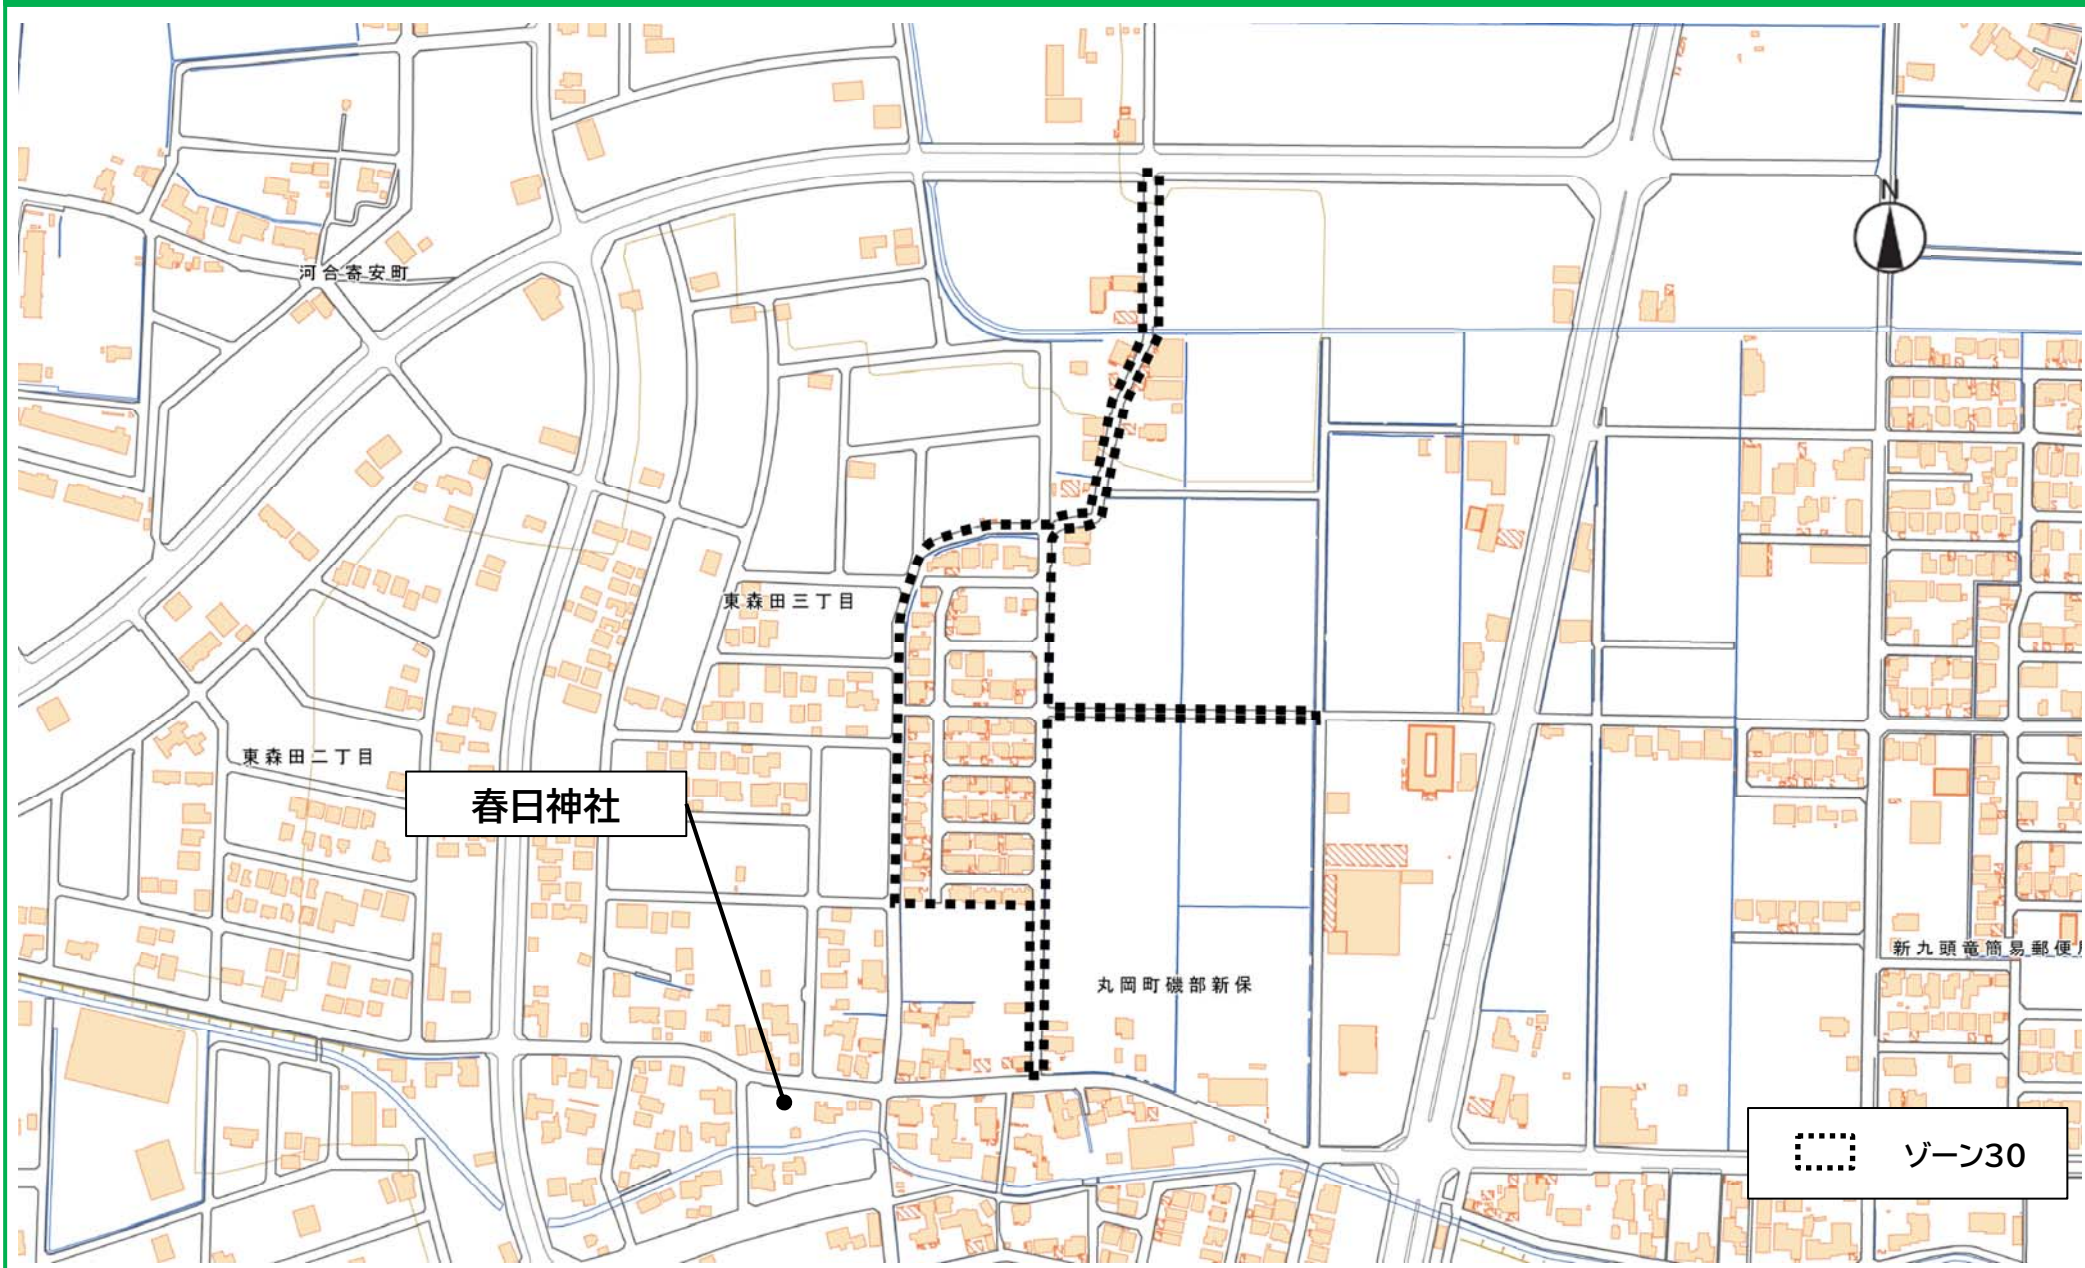 N
河合寄安町
東森田三丁目
東森田二丁目
春日神社
新九頭竜簡易郵便
丸岡町磯部新保
ゾーン30